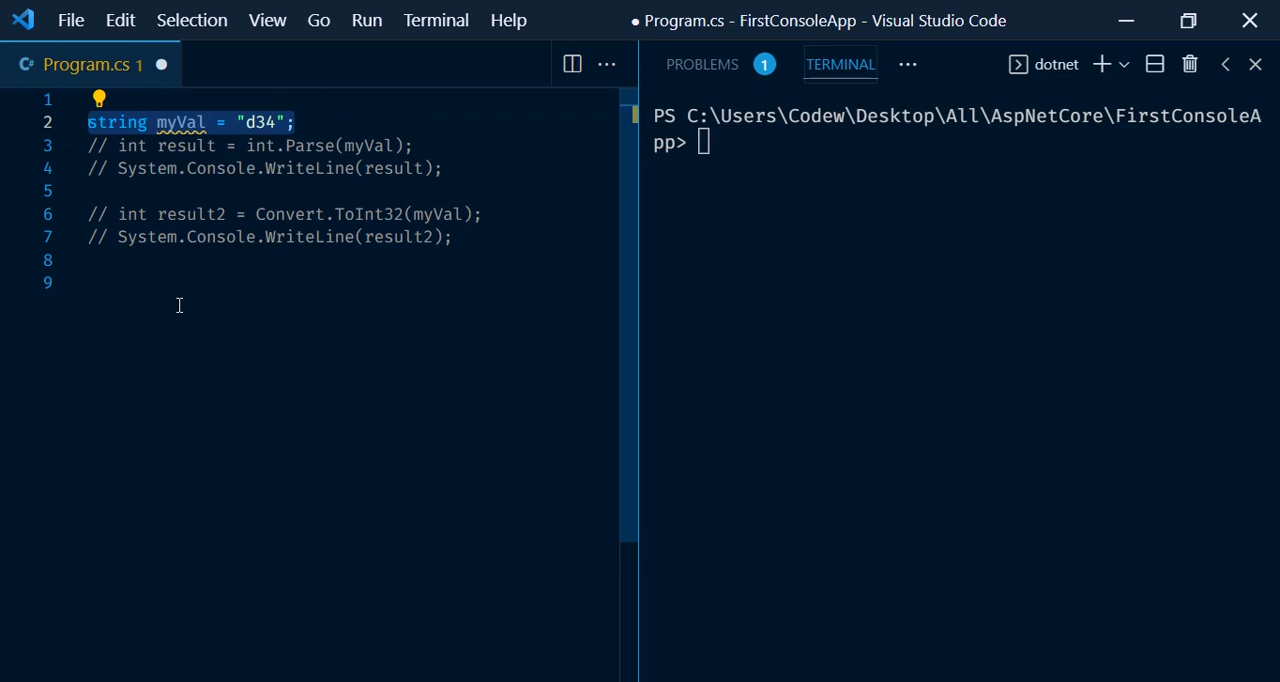 File Edit Selection View Go Run Terminal Help ● Program.cs - FirstConsoleApp - Visual Studio Code
C# Program.cs 1 ●
PROBLEMS 1 TERMINAL ··· dotnet
1
2 string myVal = "d34";
3 // int result = int.Parse(myVal);
4 // System.Console.WriteLine(result);
5
6 // int result2 = Convert.ToInt32(myVal);
7 // System.Console.WriteLine(result2);
8
9
PS C:\Users\Codew\Desktop\All\AspNetCore\FirstConsoleA
pp>